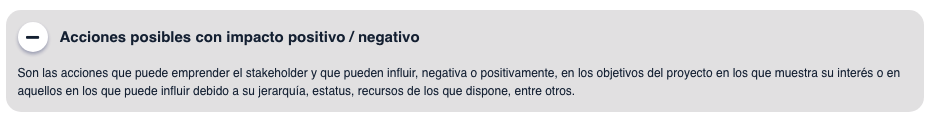 Acciones posibles con impacto positivo / negativo
Son las acciones que puede emprender el stakeholder y que pueden influir, negativa o positivamente, en los objetivos del proyecto en los que muestra su interés o en
aquellos en los que puede influir debido a su jerarquía, estatus, recursos de los que dispone, entre otros.